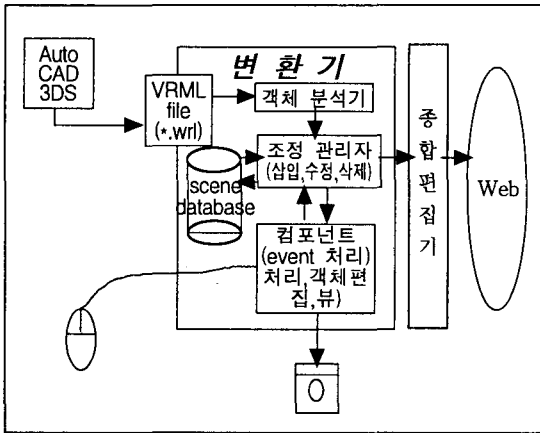 Auto
CAD
3DS
변 환 기
VRML
file
(*.wrl)
객체 분석기
조정 관리자
(삽입,수정,삭제)
scene
database
컴포넌트
(event 처리)
처리,객체편
집,뷰)
종합편집기
Web